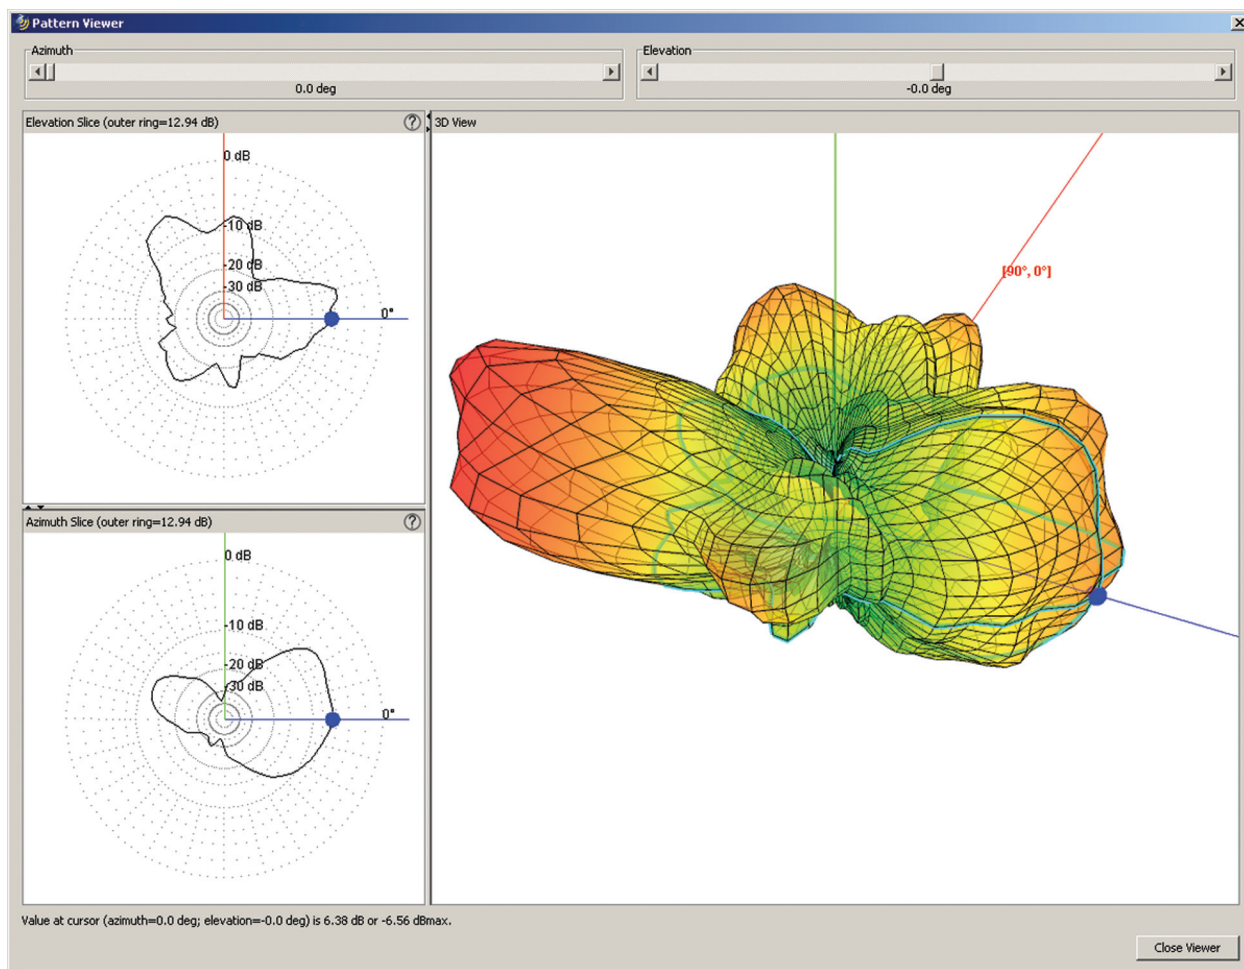 Pattern Viewer
Azimuth
0.0 deg
Elevation
-0.0 deg
Elevation Slice (outer ring=12.94 dB)
?
0 dB
-10 dB
-20 dB
-30 dB
0°
3D View
[90°, 0°]
Azimuth Slice (outer ring=12.94 dB)
?
0 dB
-10 dB
-20 dB
-30 dB
0°
Value at cursor (azimuth=0.0 deg; elevation=-0.0 deg) is 6.38 dB or -6.56 dBmax.
Close Viewer